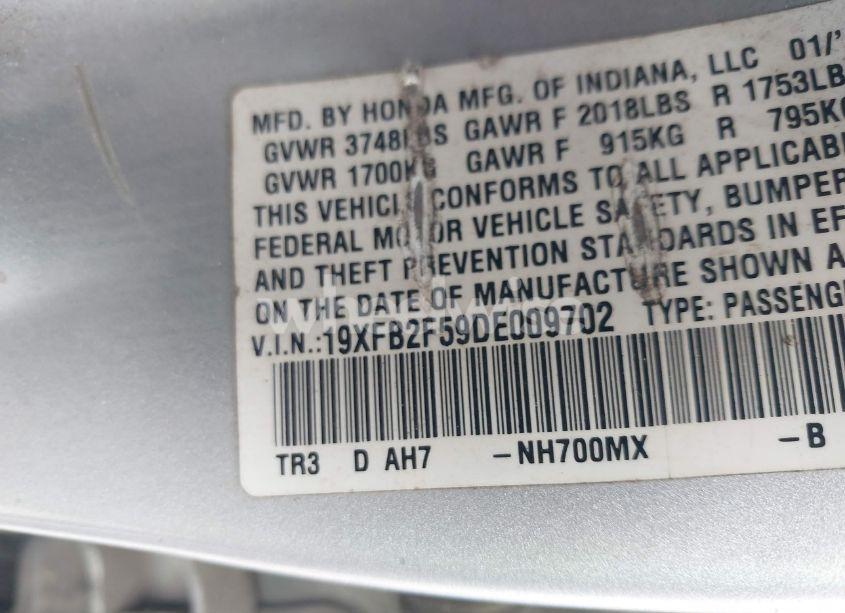 MFD. BY HONDA MFG. OF INDIANA, LLC 01/'
GVWR 3748LBS GAWR F 2018LBS R 1753LB
GVWR 1700KG GAWR F 915KG R 795KG
THIS VEHICLE CONFORMS TO ALL APPLICAB
FEDERAL MOTOR VEHICLE SAFETY, BUMPER
AND THEFT PREVENTION STANDARDS IN EF
ON THE DATE OF MANUFACTURE SHOWN A
V.I.N.:19XFB2F59DE009702 TYPE: PASSENG
TR3 D AH7 -NH700MX -B